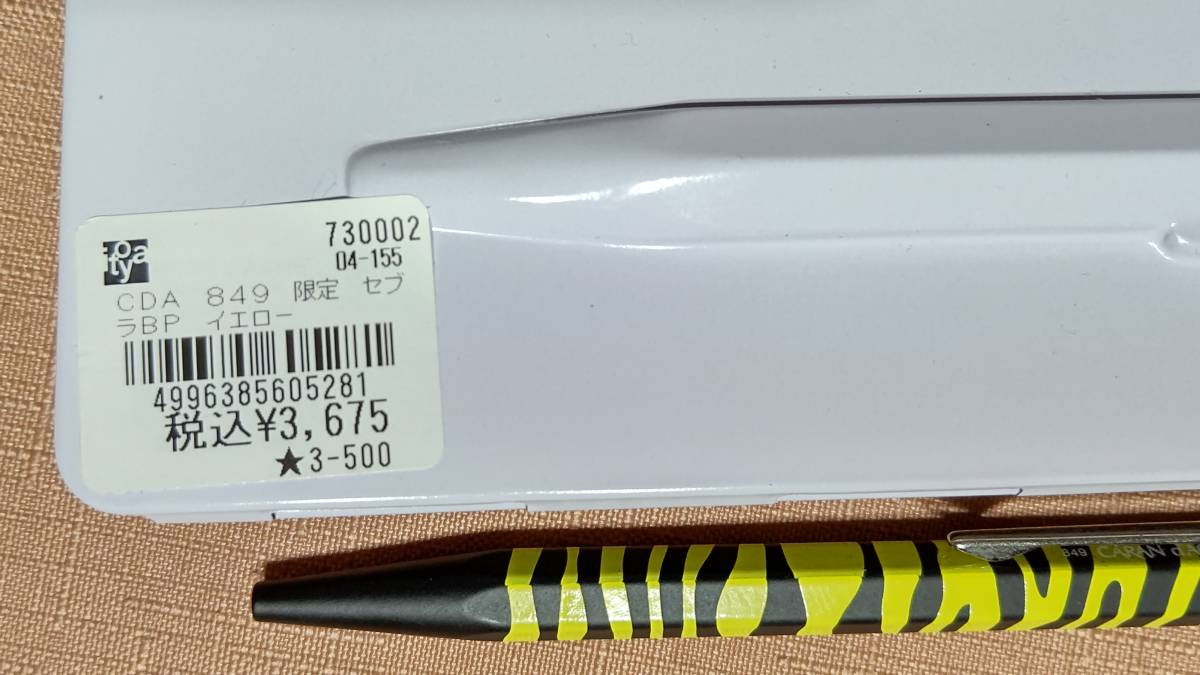 itoya
730002
04-155
CDA 849 限定 セブ
ラBP イエロー
4996385605281
税込¥3,675
★3-500
849 CARAN d'A